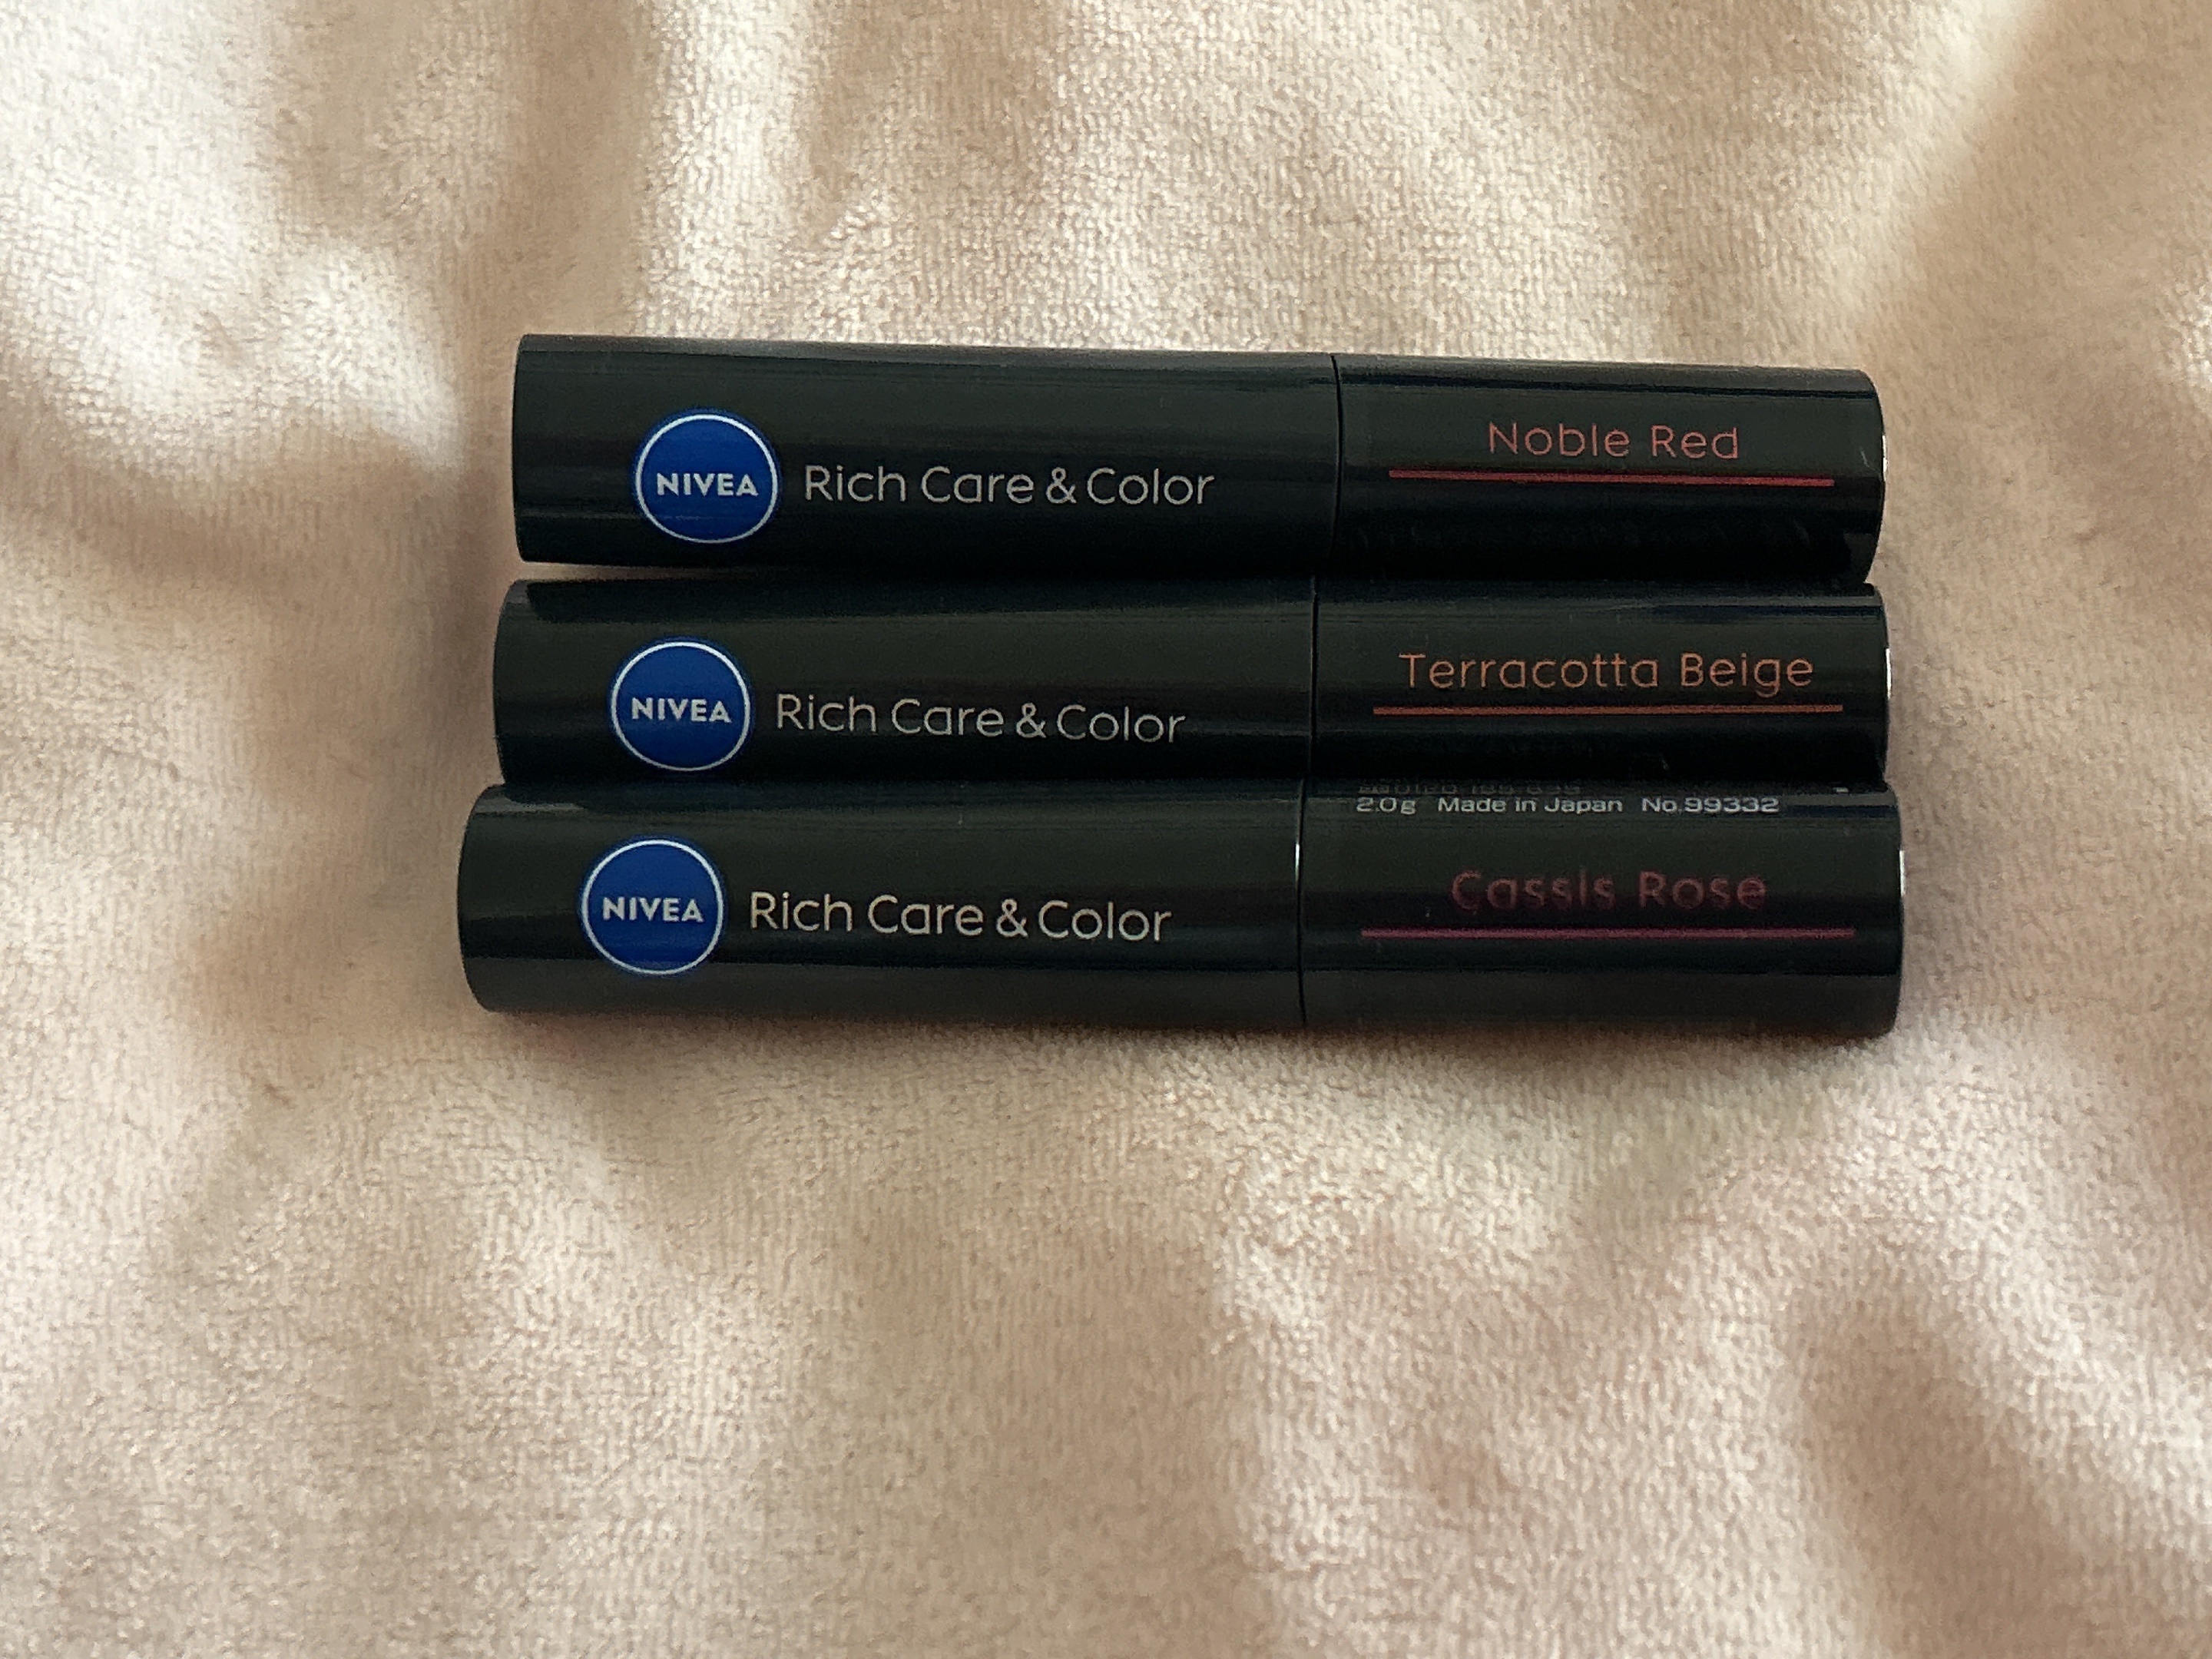 NIVEA Rich Care & Color
Noble Red
NIVEA Rich Care & Color
Terracotta Beige
2.0g Made in Japan No.99332
NIVEA Rich Care & Color
Cassis Rose